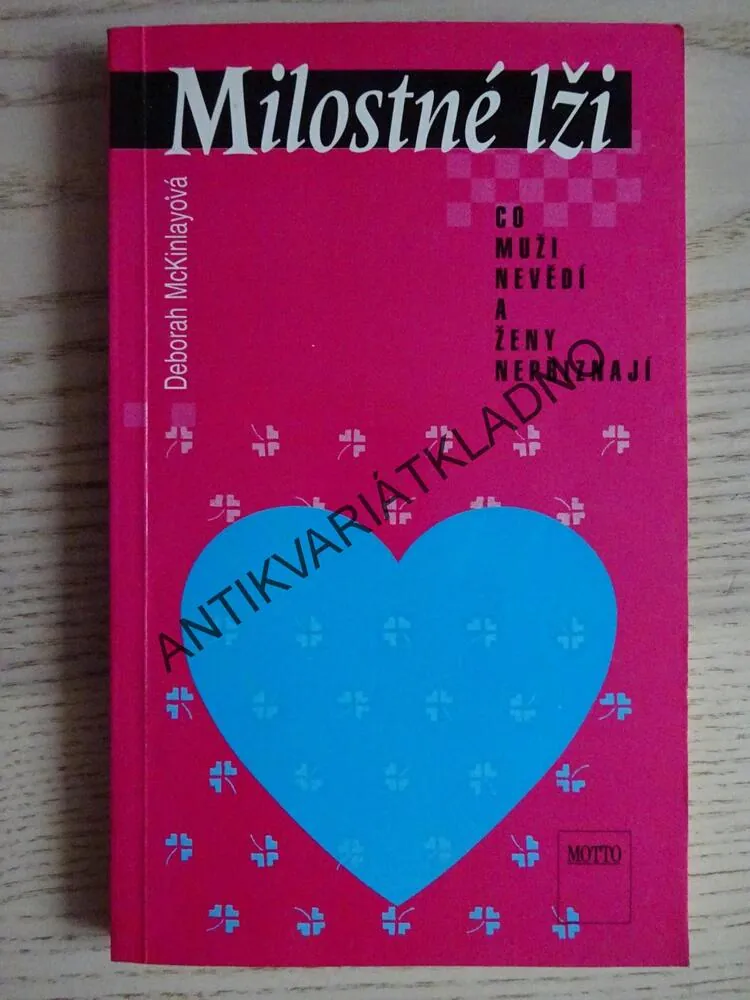 Milostné lži
Deborah McKinlayová
CO
MUŽI
NEVĚDÍ
A
ŽENY
NEPŘIZNAJÍ
ANTIKVARIÁTKLADNO
MOTTO